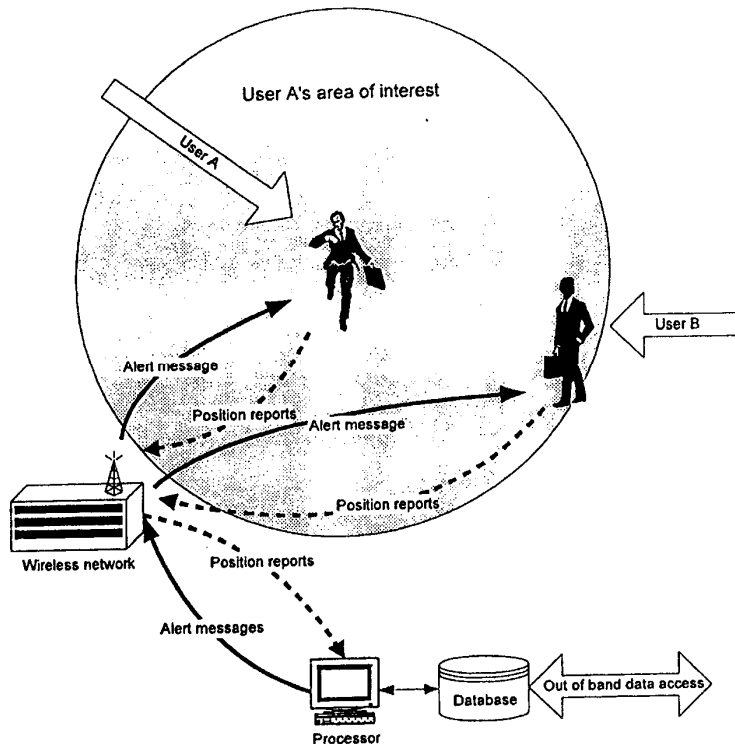 User A's area of interest
User A
User B
Alert message
Position reports
Alert message
Position reports
Wireless network
Position reports
Alert messages
Database
Out of band data access
Processor